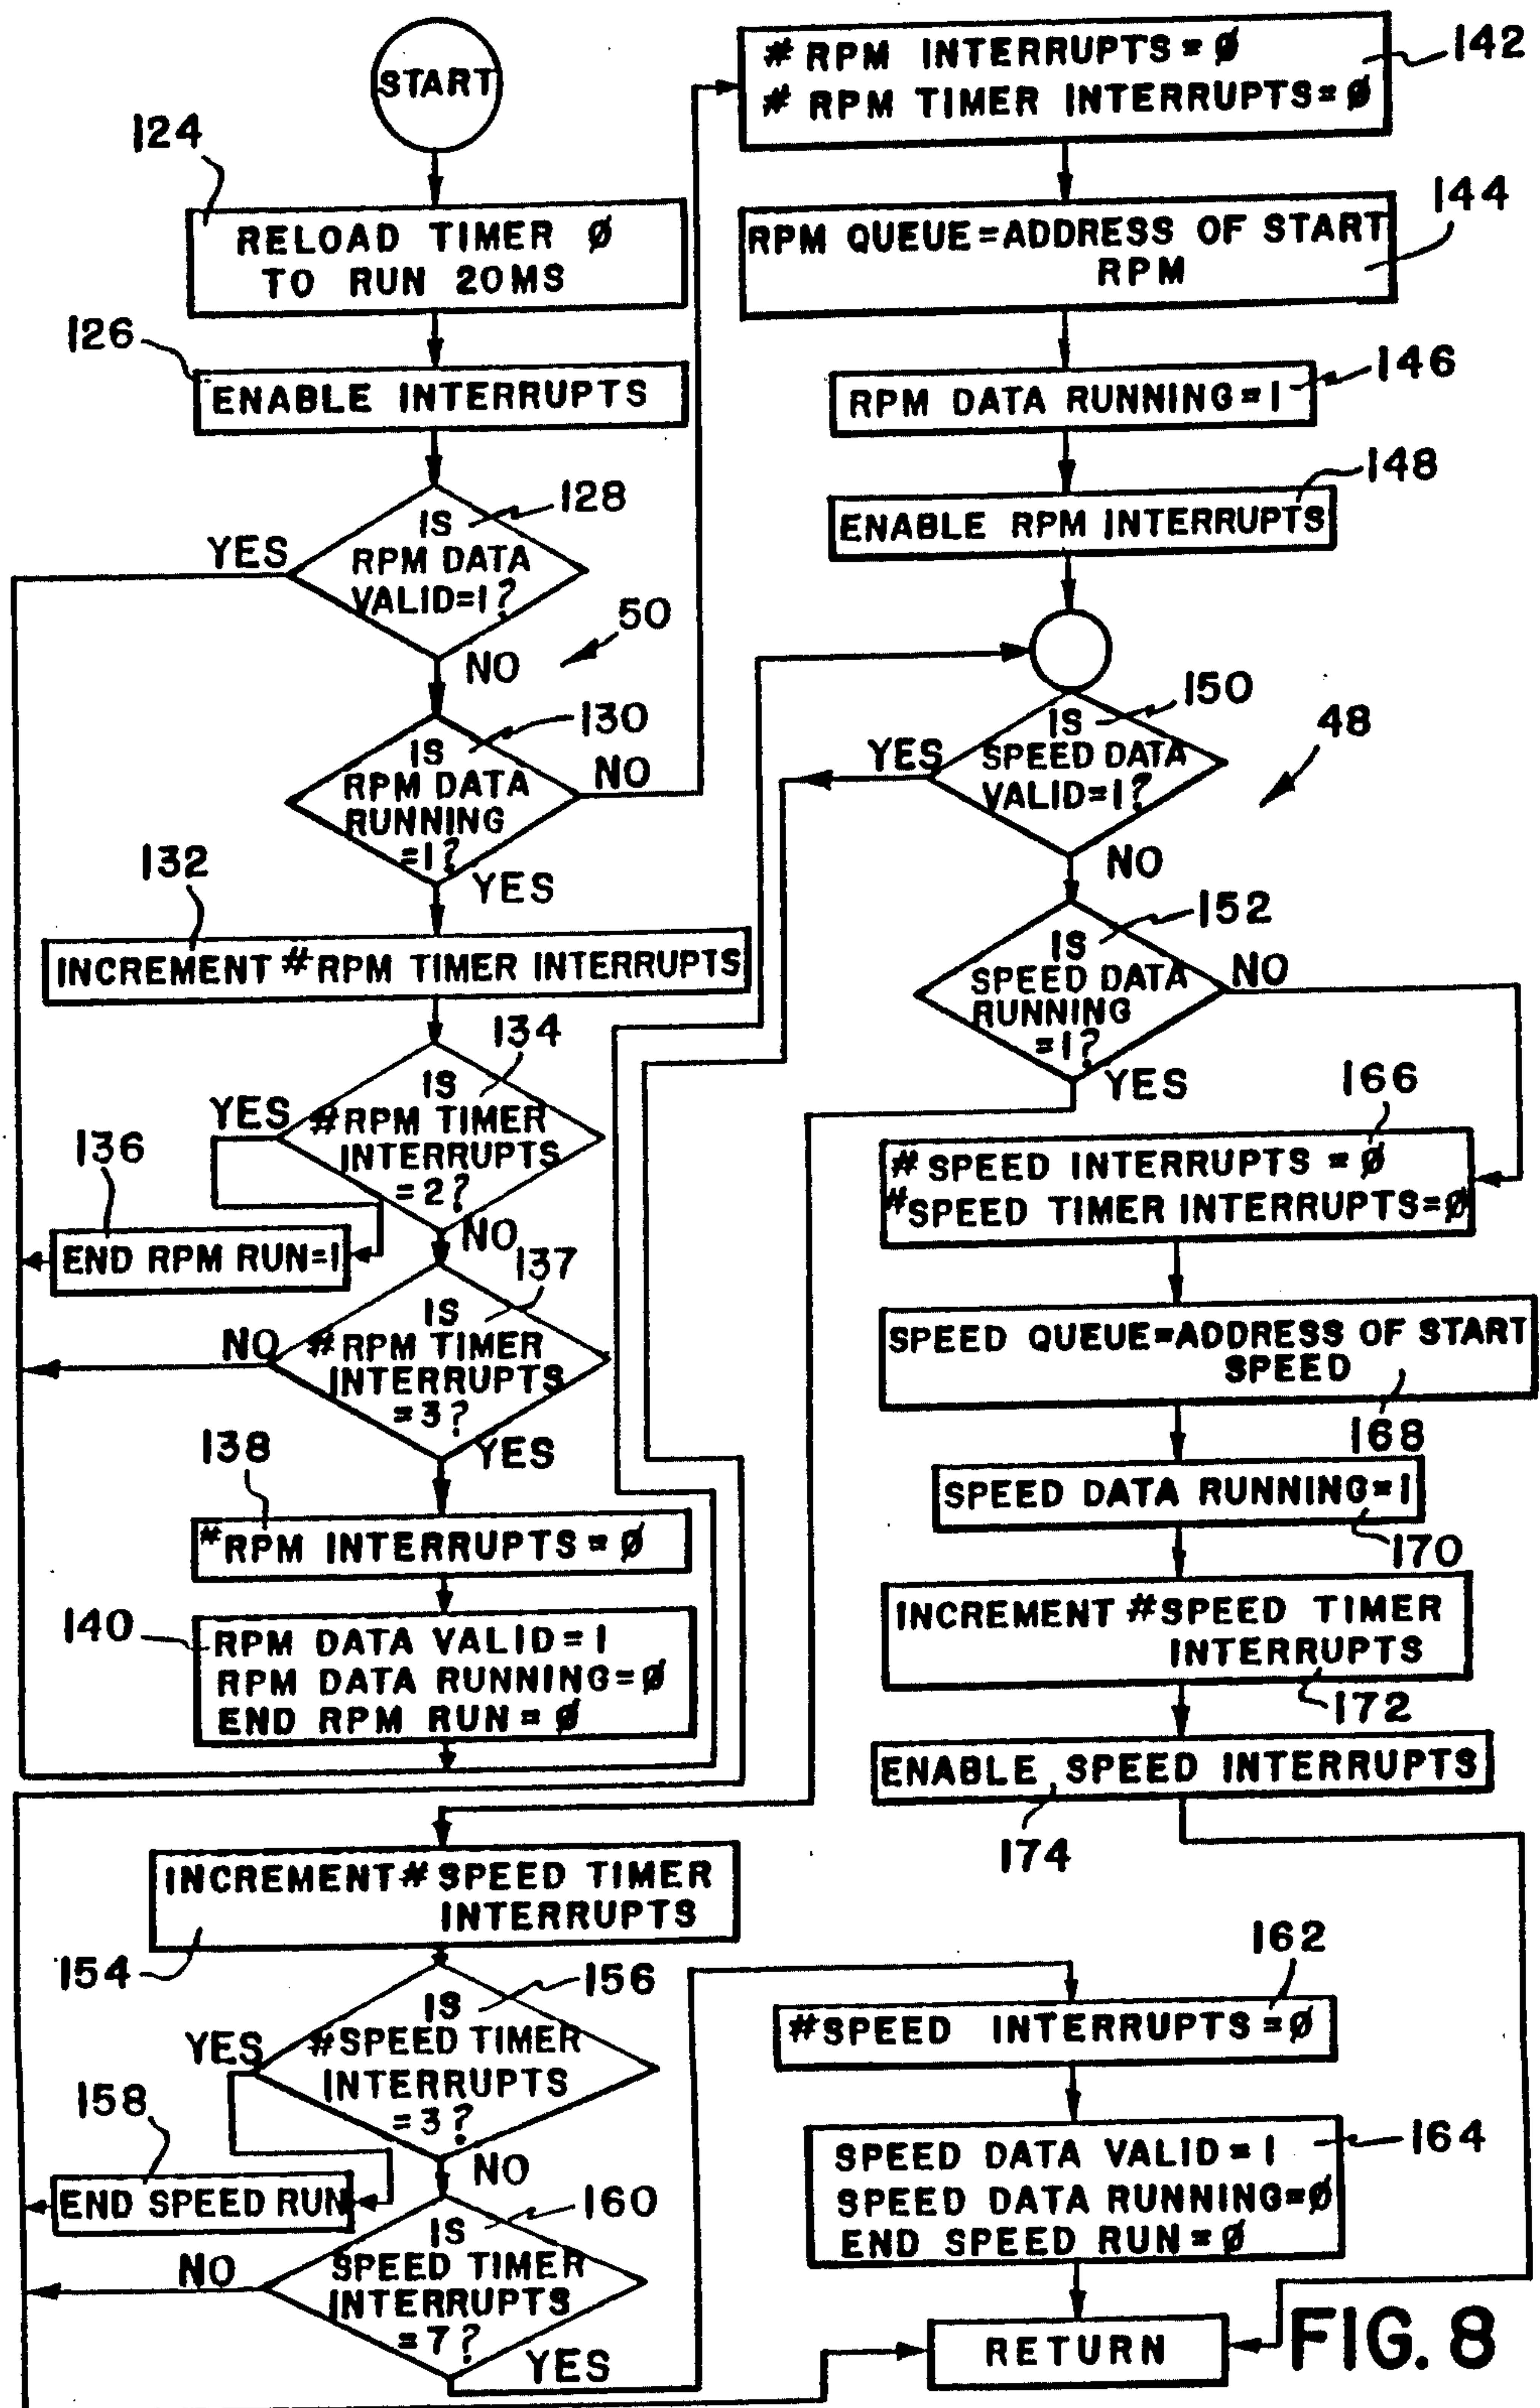 START
124
RELOAD TIMER Ø
TO RUN 20MS
126
ENABLE INTERRUPTS
128
IS
RPM DATA
VALID=1?
YES
NO
50
130
IS
RPM DATA
RUNNING
=1?
NO
YES
132
INCREMENT # RPM TIMER INTERRUPTS
134
IS
# RPM TIMER
INTERRUPTS
=2?
YES
NO
136
END RPM RUN=1
137
IS
# RPM TIMER
INTERRUPTS
=3?
NO
YES
138
# RPM INTERRUPTS = Ø
140
RPM DATA VALID = 1
RPM DATA RUNNING = Ø
END RPM RUN = Ø
142
# RPM INTERRUPTS = Ø
# RPM TIMER INTERRUPTS = Ø
144
RPM QUEUE=ADDRESS OF START
RPM
146
RPM DATA RUNNING = 1
148
ENABLE RPM INTERRUPTS
150
IS
SPEED DATA
VALID=1?
YES
NO
48
152
IS
SPEED DATA
RUNNING
=1?
NO
YES
166
# SPEED INTERRUPTS = Ø
# SPEED TIMER INTERRUPTS=Ø
SPEED QUEUE=ADDRESS OF START
SPEED
168
SPEED DATA RUNNING=1
170
INCREMENT # SPEED TIMER
INTERRUPTS
172
ENABLE SPEED INTERRUPTS
174
INCREMENT # SPEED TIMER
INTERRUPTS
154
156
IS
# SPEED TIMER
INTERRUPTS
=3?
YES
NO
158
END SPEED RUN
160
IS
SPEED TIMER
INTERRUPTS
=7?
NO
YES
162
# SPEED INTERRUPTS = Ø
164
SPEED DATA VALID = 1
SPEED DATA RUNNING=Ø
END SPEED RUN = Ø
RETURN
FIG. 8